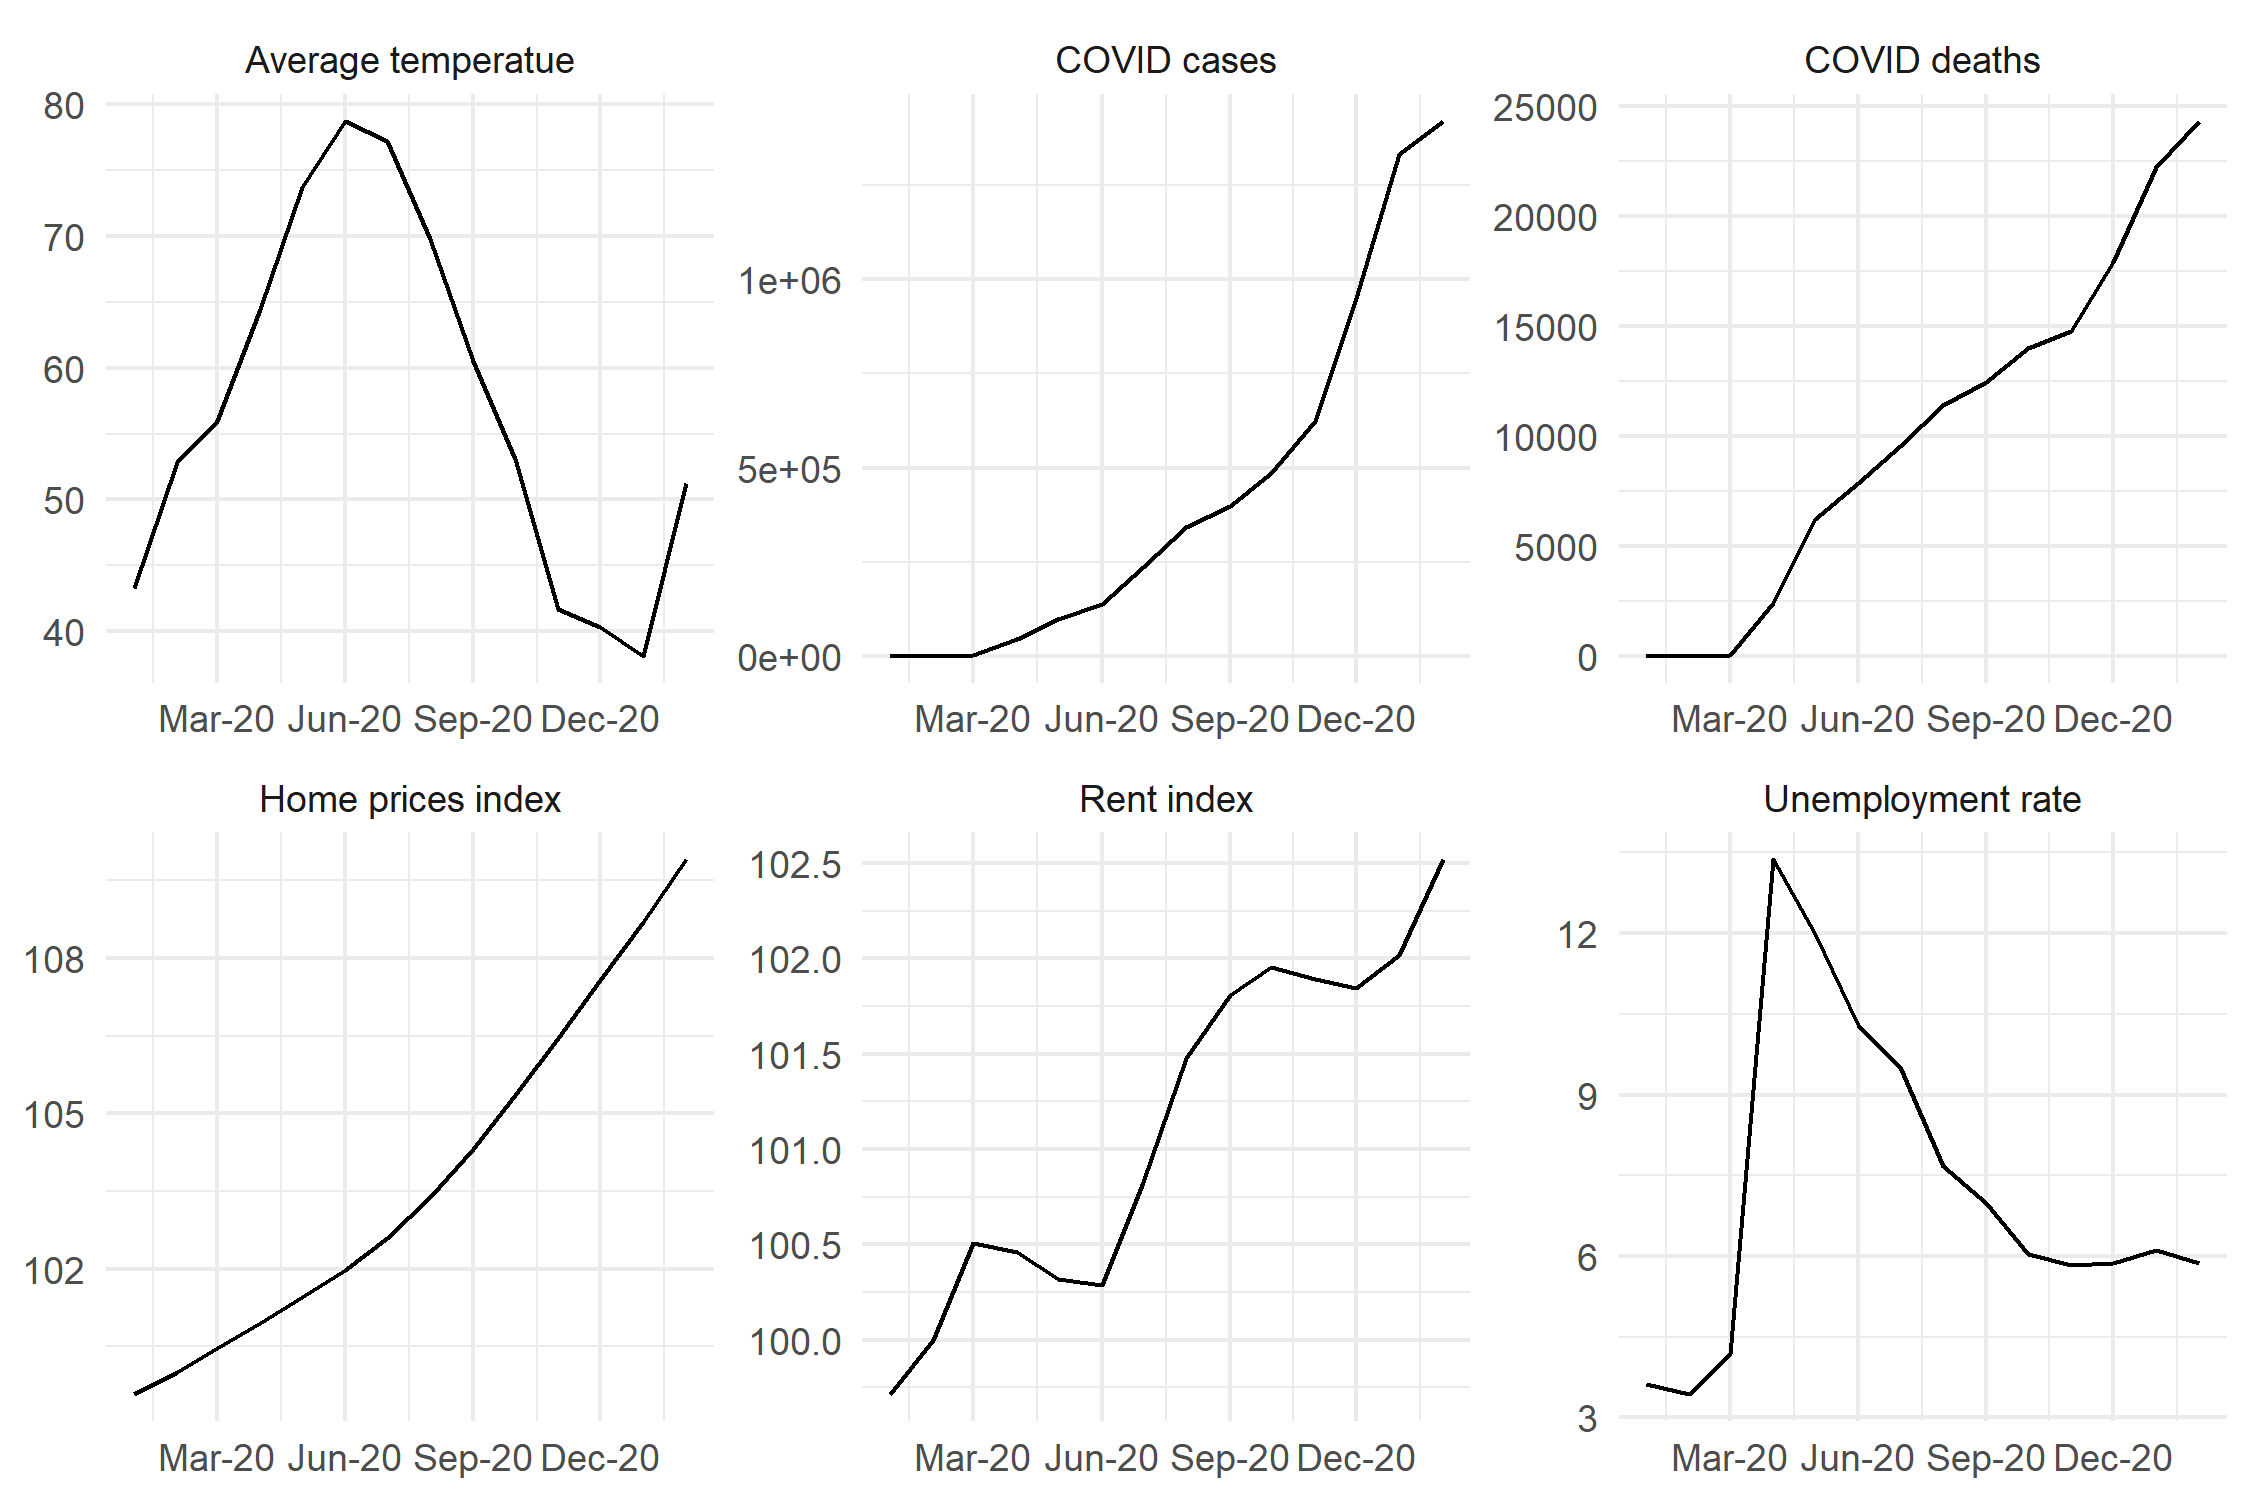 Average temperatue
COVID cases
COVID deaths
80
70
60
50
40
1e+06
5e+05
0e+00
25000
20000
15000
10000
5000
0
Mar-20 Jun-20 Sep-20 Dec-20
Mar-20 Jun-20 Sep-20 Dec-20
Mar-20 Jun-20 Sep-20 Dec-20
Home prices index
Rent index
Unemployment rate
108
105
102
102.5
102.0
101.5
101.0
100.5
100.0
12
9
6
3
Mar-20 Jun-20 Sep-20 Dec-20
Mar-20 Jun-20 Sep-20 Dec-20
Mar-20 Jun-20 Sep-20 Dec-20